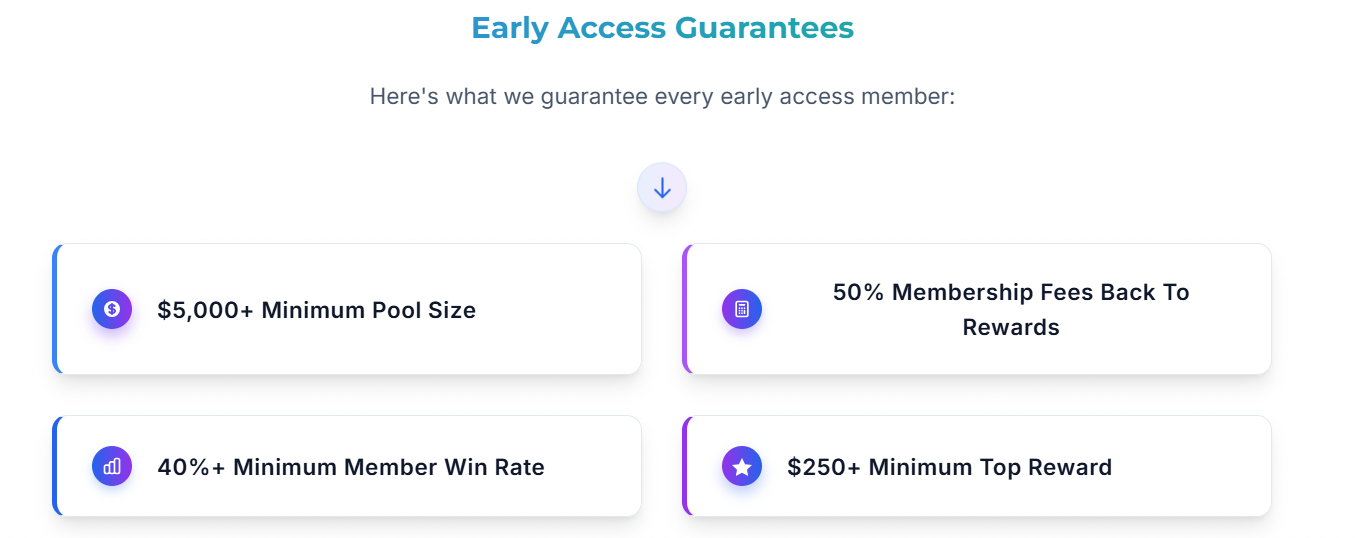 Early Access Guarantees
Here's what we guarantee every early access member:
$5,000+ Minimum Pool Size
50% Membership Fees Back To
Rewards
40%+ Minimum Member Win Rate
$250+ Minimum Top Reward